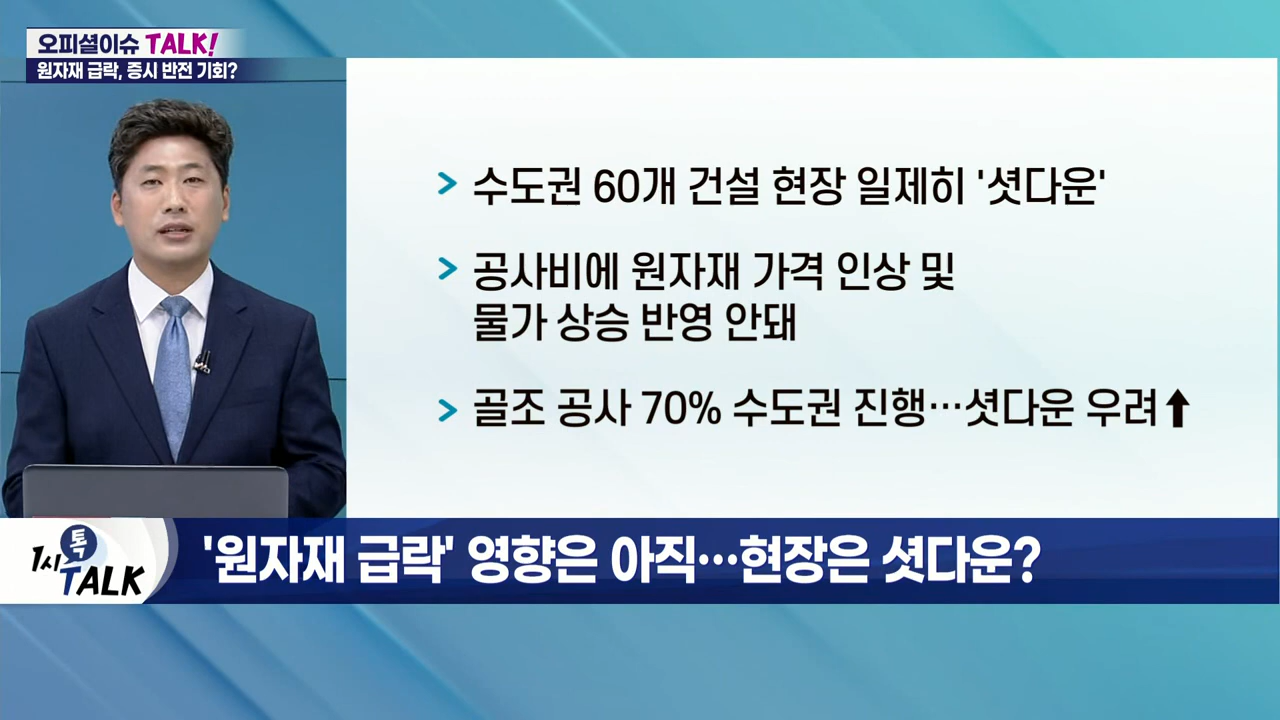 오피셜이슈 TALK!
원자재 급락, 증시 반전 기회?
> 수도권 60개 건설 현장 일제히 '셧다운'
> 공사비에 원자재 가격 인상 및
물가 상승 반영 안돼
> 골조 공사 70% 수도권 진행…셧다운 우려↑
1시톡
TALK
'원자재 급락' 영향은 아직…현장은 셧다운?